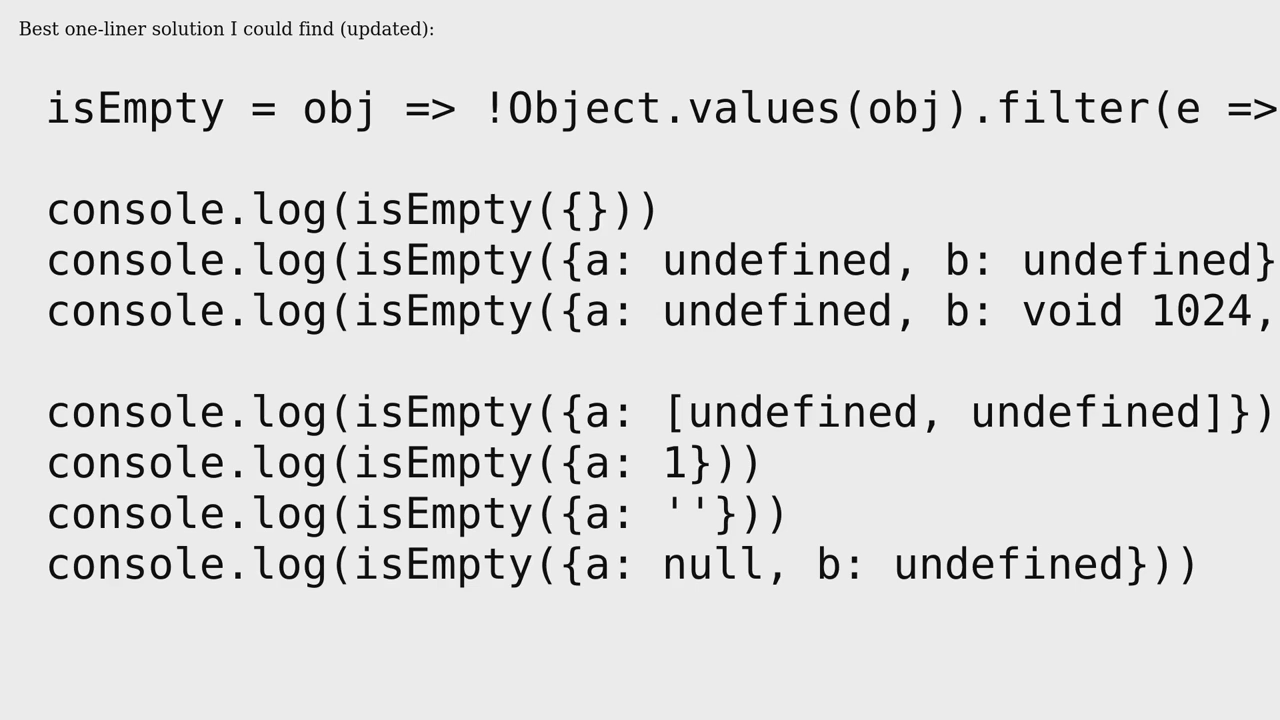 Best one-liner solution I could find (updated):
isEmpty = obj => !Object.values(obj).filter(e =>
console.log(isEmpty({}))
console.log(isEmpty({a: undefined, b: undefined}
console.log(isEmpty({a: undefined, b: void 1024,
console.log(isEmpty({a: [undefined, undefined]})
console.log(isEmpty({a: 1}))
console.log(isEmpty({a: ''}))
console.log(isEmpty({a: null, b: undefined}))